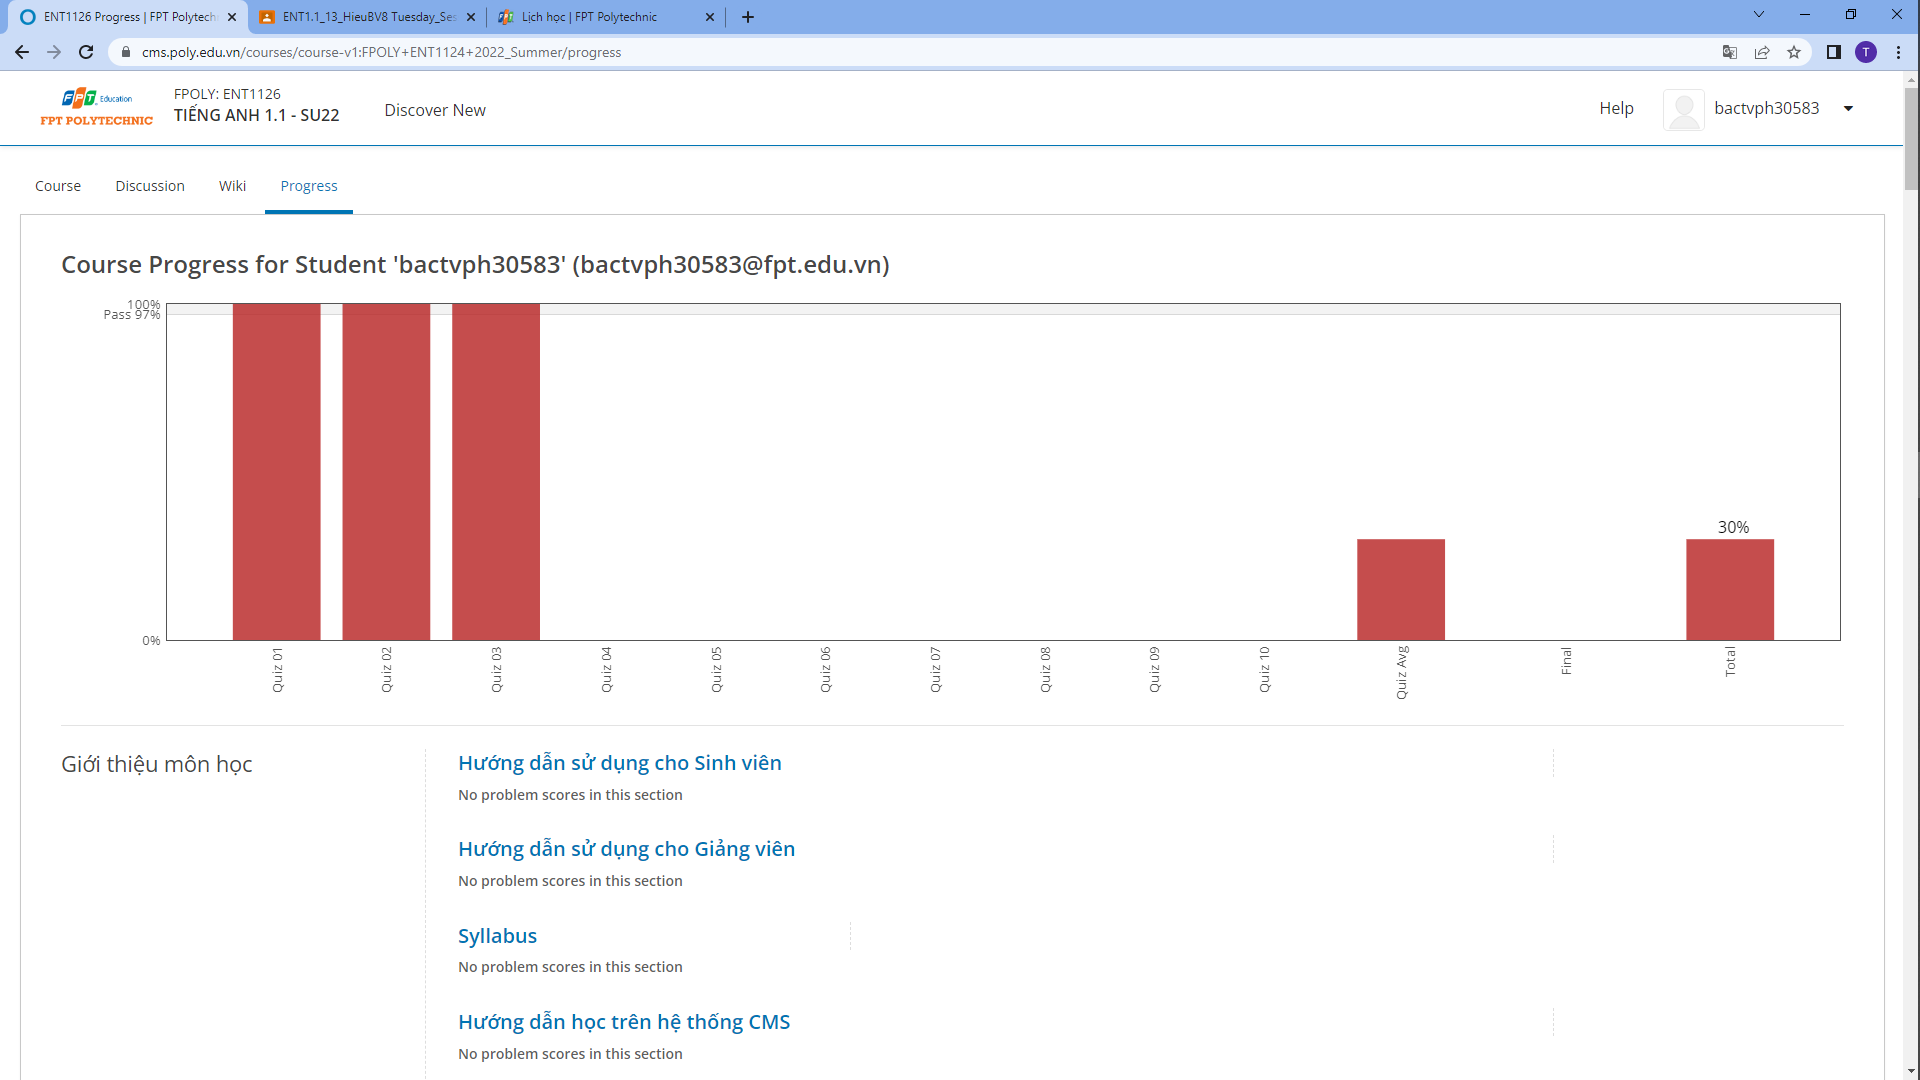 ENT1126 Progress | FPT Polytechn
ENT1.1_13_HieuBV8 Tuesday_Ses
Lịch học | FPT Polytechnic
cms.poly.edu.vn/courses/course-v1:FPOLY+ENT1124+2022_Summer/progress
T
FPT Education
FPT POLYTECHNIC
FPOLY: ENT1126
TIẾNG ANH 1.1 - SU22
Discover New
Help
bactvph30583
Course
Discussion
Wiki
Progress
Course Progress for Student 'bactvph30583' (bactvph30583@fpt.edu.vn)
100%
Pass 97%
30%
0%
Quiz 01
Quiz 02
Quiz 03
Quiz 04
Quiz 05
Quiz 06
Quiz 07
Quiz 08
Quiz 09
Quiz 10
Quiz Avg
Final
Total
Giới thiệu môn học
Hướng dẫn sử dụng cho Sinh viên
No problem scores in this section
Hướng dẫn sử dụng cho Giảng viên
No problem scores in this section
Syllabus
No problem scores in this section
Hướng dẫn học trên hệ thống CMS
No problem scores in this section